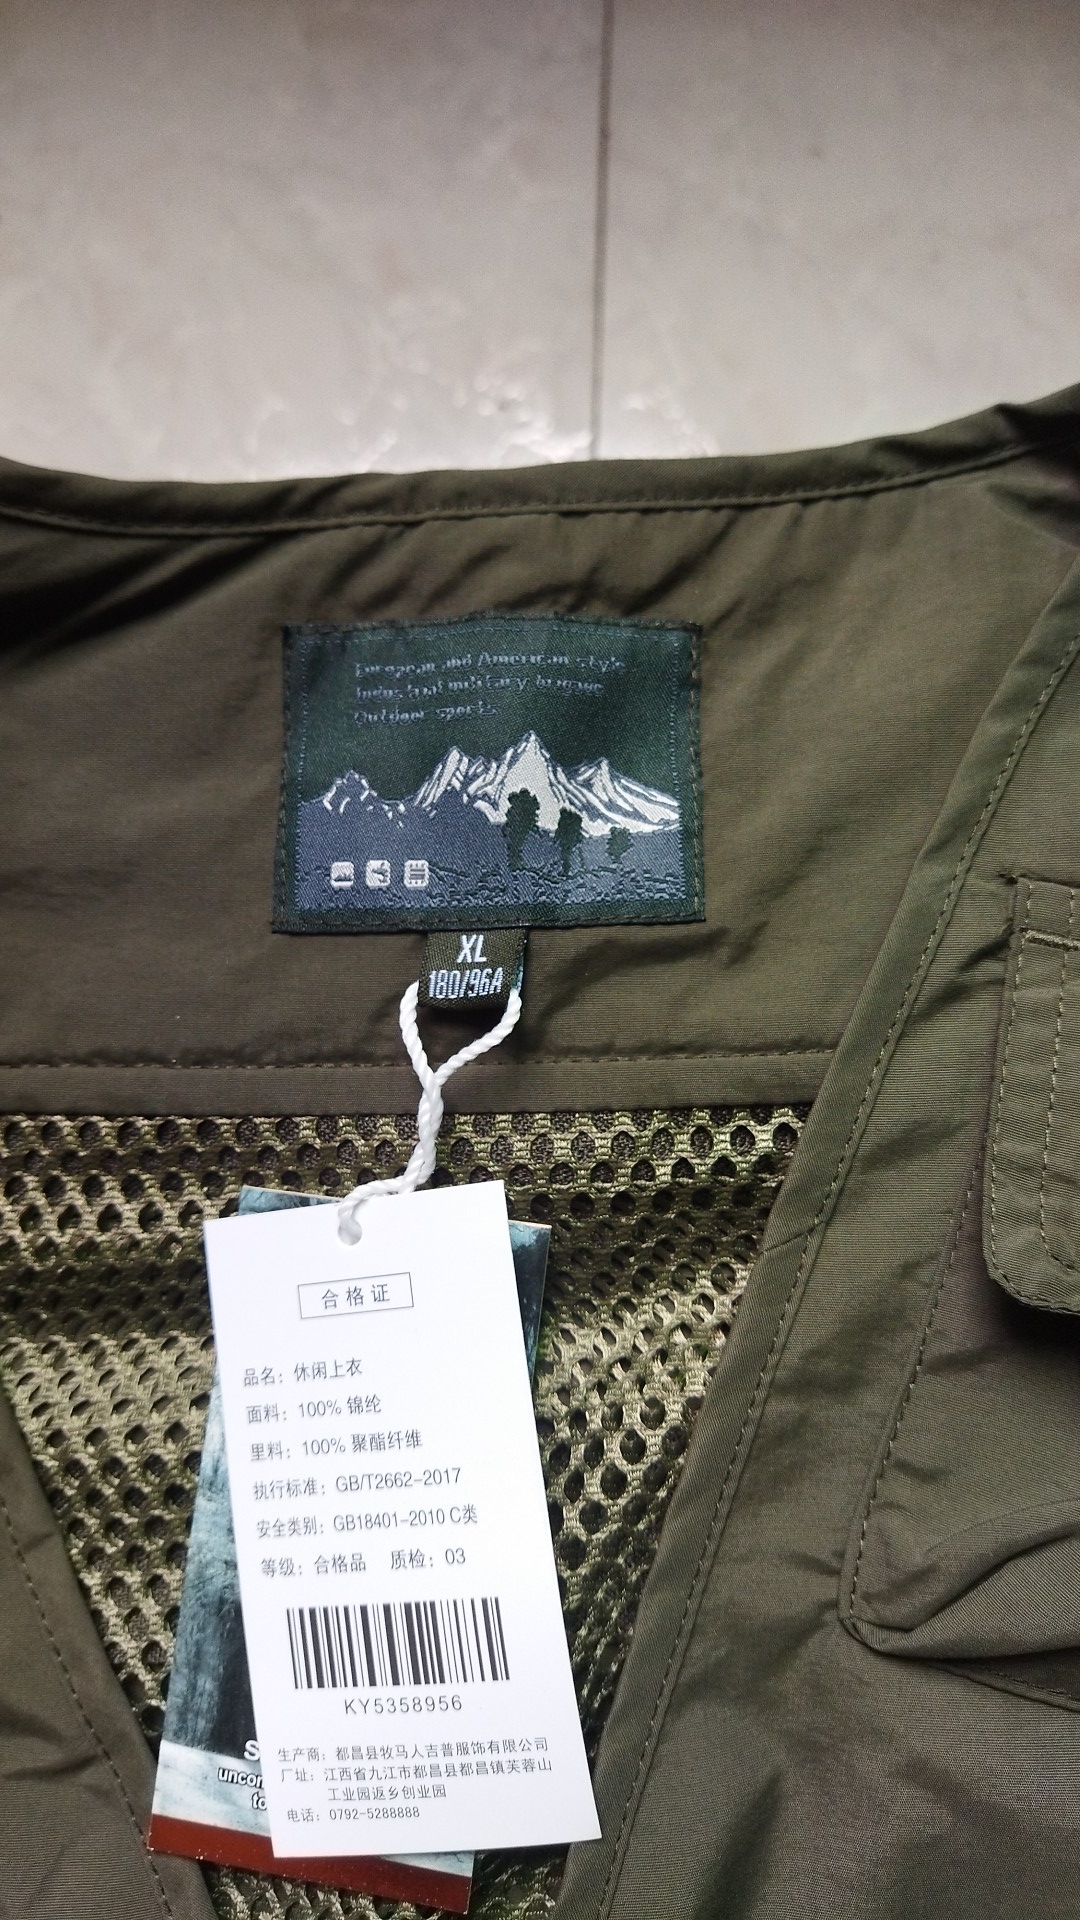 European and American style
Industrial military brigade
Outdoor sports
XL
180/96A
合格证
品名：休闲上衣
面料：100% 锦纶
里料：100% 聚酯纤维
执行标准：GB/T2662-2017
安全类别：GB18401-2010 C类
等级：合格品 质检：03
KY5358956
生产商：都昌县牧马人吉普服饰有限公司
厂址：江西省九江市都昌县都昌镇芙蓉山
工业园返乡创业园
电话：0792-5288888